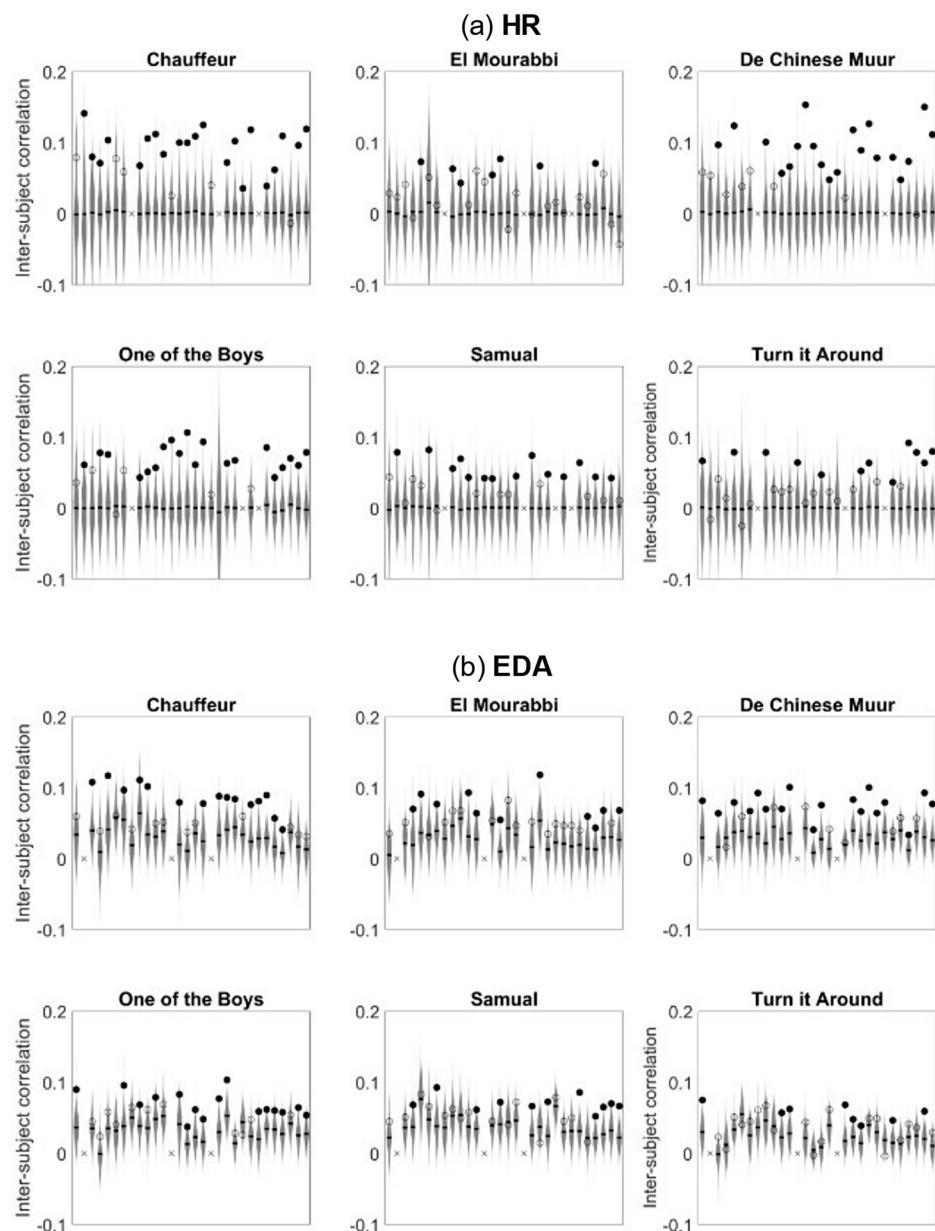 (a) HR
Chauffeur
El Mourabbi
De Chinese Muur
Inter-subject correlation
0.2
0.1
0
-0.1
0.2
0.1
0
-0.1
0.2
0.1
0
-0.1
One of the Boys
Samual
Turn it Around
Inter-subject correlation
0.2
0.1
0
-0.1
0.2
0.1
0
-0.1
Inter-subject correlation
0.2
0.1
0
-0.1
(b) EDA
Chauffeur
El Mourabbi
De Chinese Muur
Inter-subject correlation
0.2
0.1
0
-0.1
0.2
0.1
0
-0.1
0.2
0.1
0
-0.1
One of the Boys
Samual
Turn it Around
Inter-subject correlation
0.2
0.1
0
-0.1
0.2
0.1
0
-0.1
Inter-subject correlation
0.2
0.1
0
-0.1